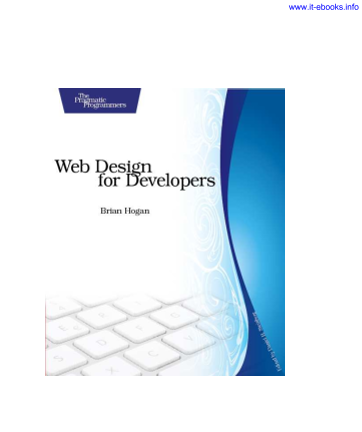 www.it-ebooks.info
The
Pragmatic
Programmers
Web Design
for Developers
Brian Hogan